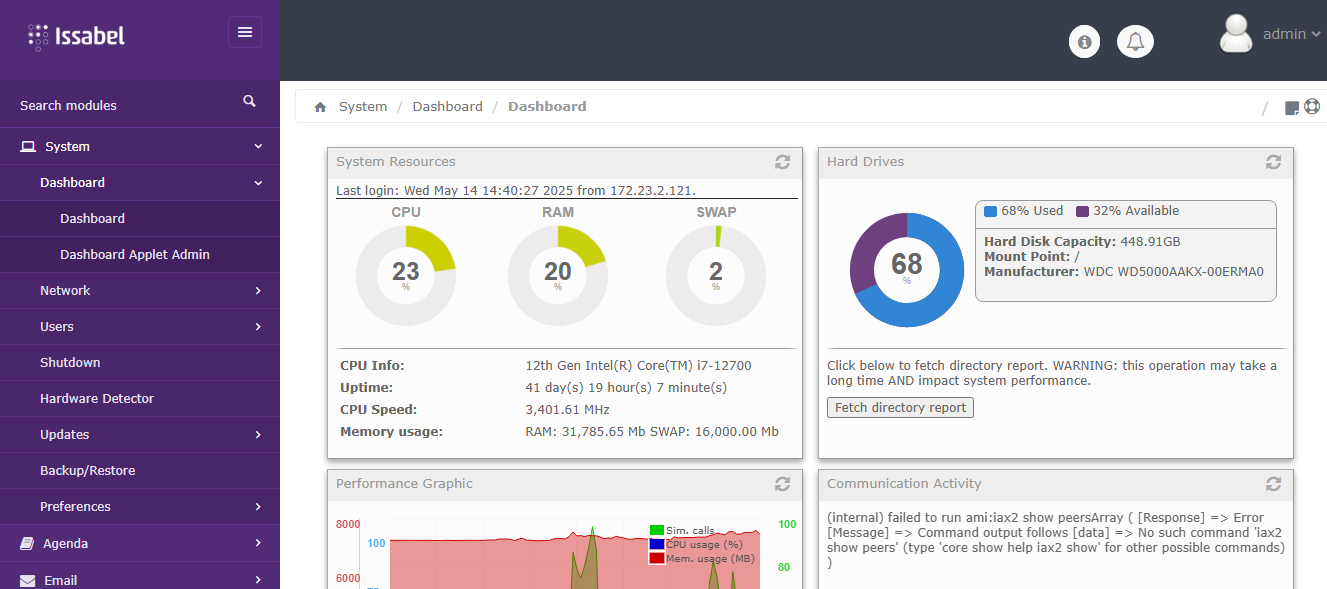 Issabel
admin
Search modules
System
Dashboard
Dashboard
Dashboard Applet Admin
Network
Users
Shutdown
Hardware Detector
Updates
Backup/Restore
Preferences
Agenda
Email
System / Dashboard / Dashboard
/
System Resources
Last login: Wed May 14 14:40:27 2025 from 172.23.2.121.
CPU RAM SWAP
23 20 2
% % %
CPU Info: 12th Gen Intel(R) Core(TM) i7-12700
Uptime: 41 day(s) 19 hour(s) 7 minute(s)
CPU Speed: 3,401.61 MHz
Memory usage: RAM: 31,785.65 Mb SWAP: 16,000.00 Mb
Hard Drives
68
%
68% Used 32% Available
Hard Disk Capacity: 448.91GB
Mount Point: /
Manufacturer: WDC WD5000AAKX-00ERMA0
Click below to fetch directory report. WARNING: this operation may take a
long time AND impact system performance.
Fetch directory report
Performance Graphic
8000
100
6000
Sim. calls
CPU usage (%)
Mem. usage (MB)
100
80
Communication Activity
(internal) failed to run ami:iax2 show peersArray ( [Response] => Error
[Message] => Command output follows [data] => No such command 'iax2
show peers' (type 'core show help iax2 show' for other possible commands)
)